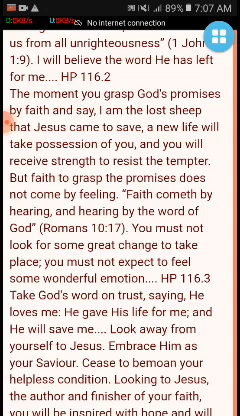 0.0KB/s 0.0KB/s 89% 7:07 AM
No internet connection
us from all unrighteousness” (1 John
1:9). I will believe the word He has left
for me.... HP 116.2
The moment you grasp God's promises
by faith and say, I am the lost sheep
that Jesus came to save, a new life will
take possession of you, and you will
receive strength to resist the tempter.
But faith to grasp the promises does
not come by feeling. “Faith cometh by
hearing, and hearing by the word of
God” (Romans 10:17). You must not
look for some great change to take
place; you must not expect to feel
some wonderful emotion.... HP 116.3
Take God's word on trust, saying, He
loves me: He gave His life for me; and
He will save me.... Look away from
yourself to Jesus. Embrace Him as
your Saviour. Cease to bemoan your
helpless condition. Looking to Jesus,
the author and finisher of your faith,
you will be inspired with hope and will